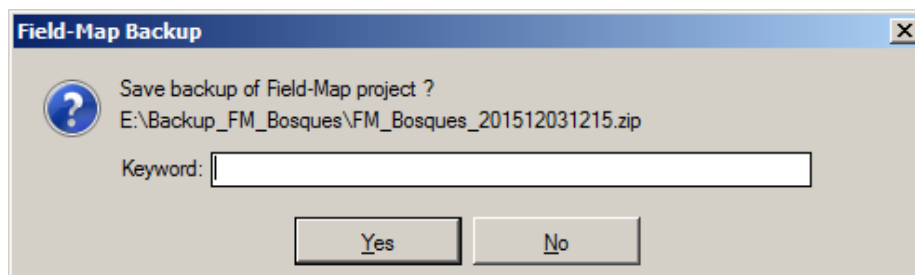 Field-Map Backup
Save backup of Field-Map project ?
E:\Backup_FM_Bosques\FM_Bosques_201512031215.zip
Keyword:
Yes No